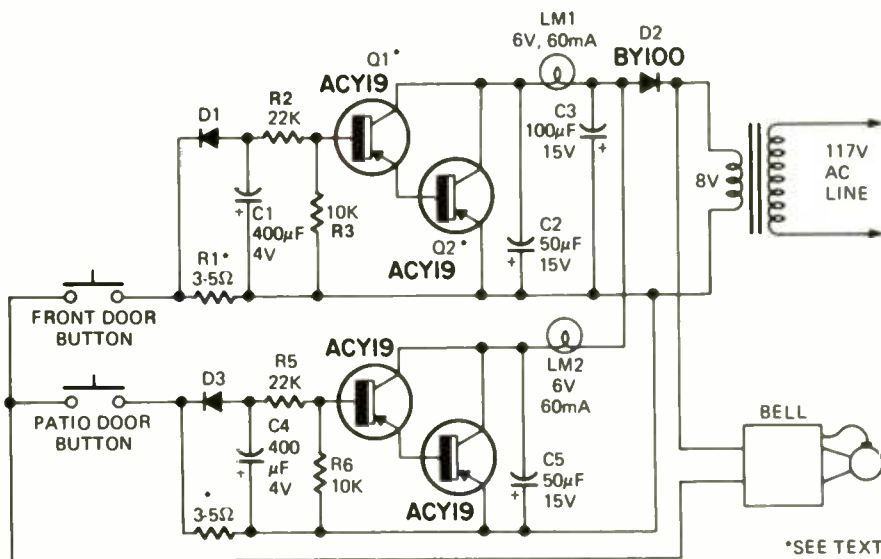 LM1
6V, 60mA
D2
BY100
Q1*
ACY19
R2
22K
D1
C3
100µF
15V
117V
AC
LINE
8V
+ C1
400µF
4V
10K
R3
Q2*
ACY19
+ C2
50µF
15V
R1*
3-5Ω
FRONT DOOR
BUTTON
ACY19
R5
22K
D3
LM2
6V
60mA
PATIO DOOR
BUTTON
C4
400
µF
4V
+
R6
10K
C5
50µF
15V
+
BELL
*
3-5Ω
ACY19
*SEE TEXT